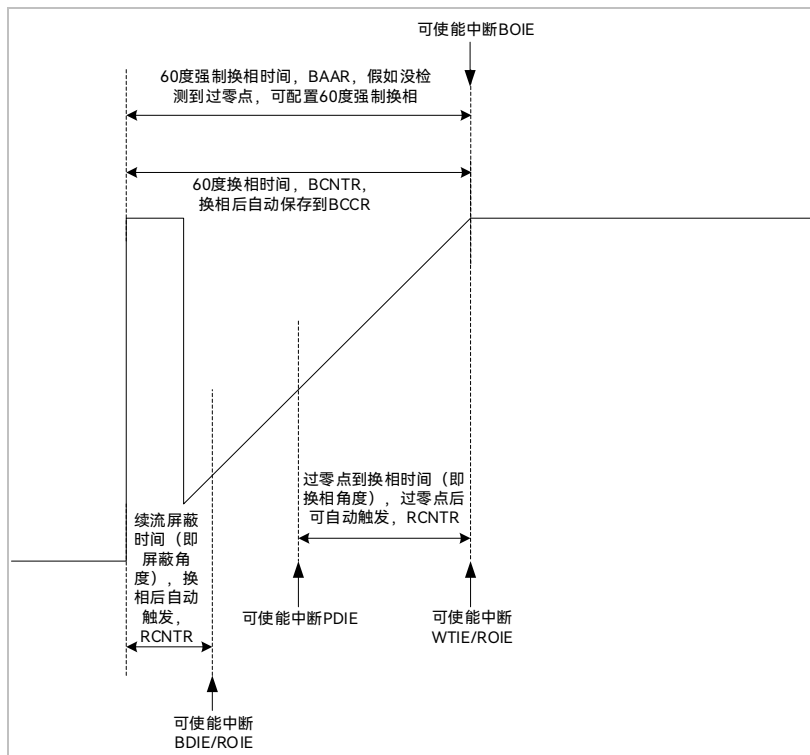 可使能中断BOIE
60度强制换相时间，BAAR，假如没检
测到过零点，可配置60度强制换相
60度换相时间，BCNTR，
换相后自动保存到BCCR
过零点到换相时间（即
换相角度），过零点后
可自动触发，RCNTR
续流屏蔽
时间（即
屏蔽角
度），换
相后自动
触发，
RCNTR
可使能中断PDIE
可使能中断
WTIE/ROIE
可使能中断
BDIE/ROIE